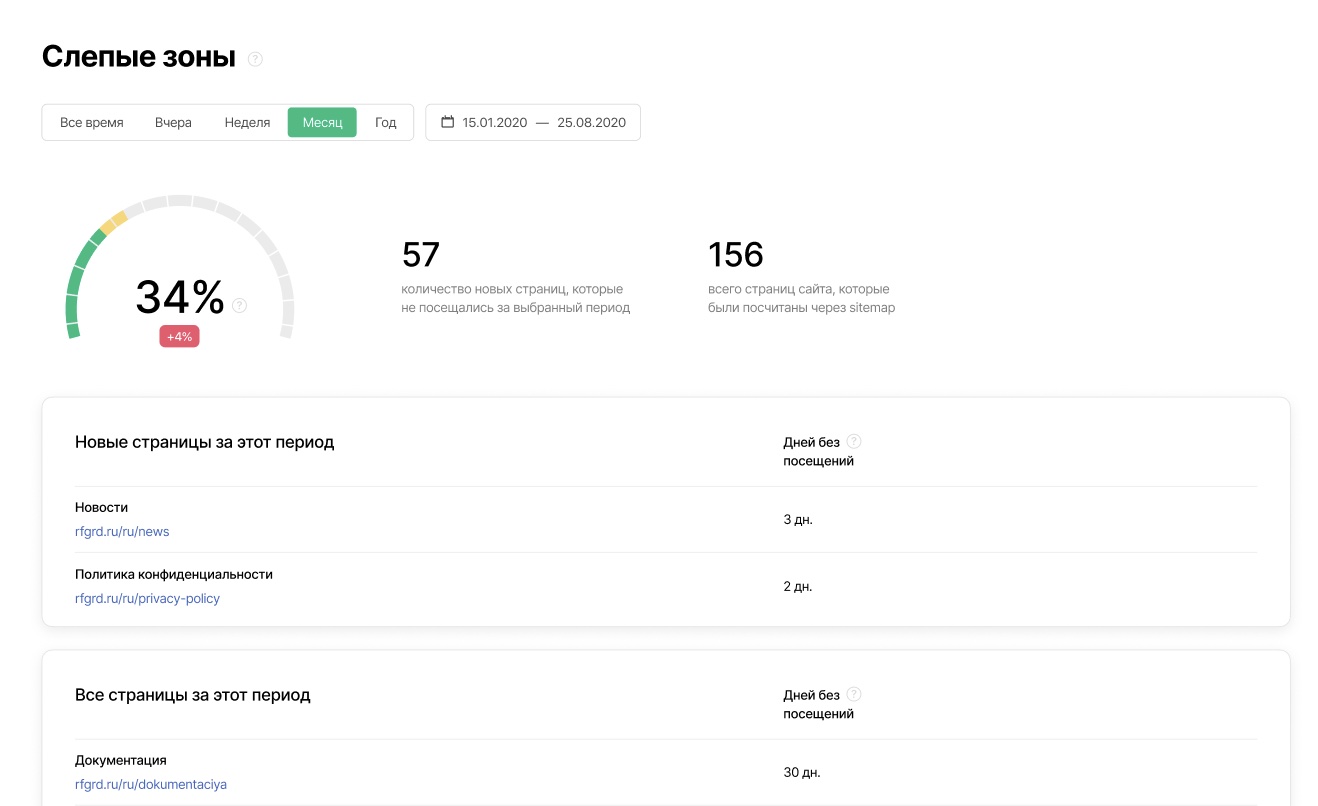 Слепые зоны ?
Все время Вчера Неделя Месяц Год 15.01.2020 — 25.08.2020
34% ?
+4%
57
количество новых страниц, которые
не посещались за выбранный период
156
всего страниц сайта, которые
были посчитаны через sitemap
Новые страницы за этот период
Дней без ?
посещений
Новости
rfgrd.ru/ru/news
3 дн.
Политика конфиденциальности
rfgrd.ru/ru/privacy-policy
2 дн.
Все страницы за этот период
Дней без ?
посещений
Документация
rfgrd.ru/ru/dokumentaciya
30 дн.